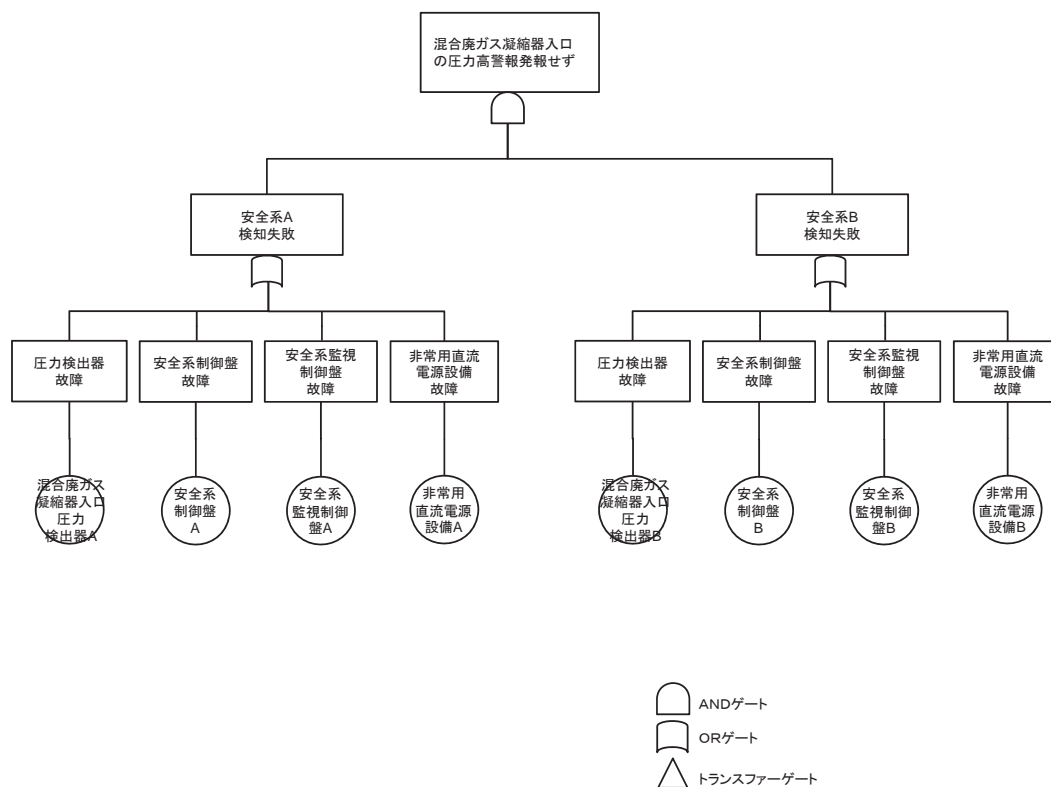 混合廃ガス凝縮器入口
の圧力高警報発報せず
安全系A
検知失敗
安全系B
検知失敗
圧力検出器
故障
安全系制御盤
故障
安全系監視
制御盤
故障
非常用直流
電源設備
故障
圧力検出器
故障
安全系制御盤
故障
安全系監視
制御盤
故障
非常用直流
電源設備
故障
混合廃ガス
凝縮器入口
圧力
検出器A
安全系
制御盤
A
安全系
監視制御
盤A
非常用
直流電源
設備A
混合廃ガス
凝縮器入口
圧力
検出器B
安全系
制御盤
B
安全系
監視制御
盤B
非常用
直流電源
設備B
ANDゲート
ORゲート
トランスファーゲート